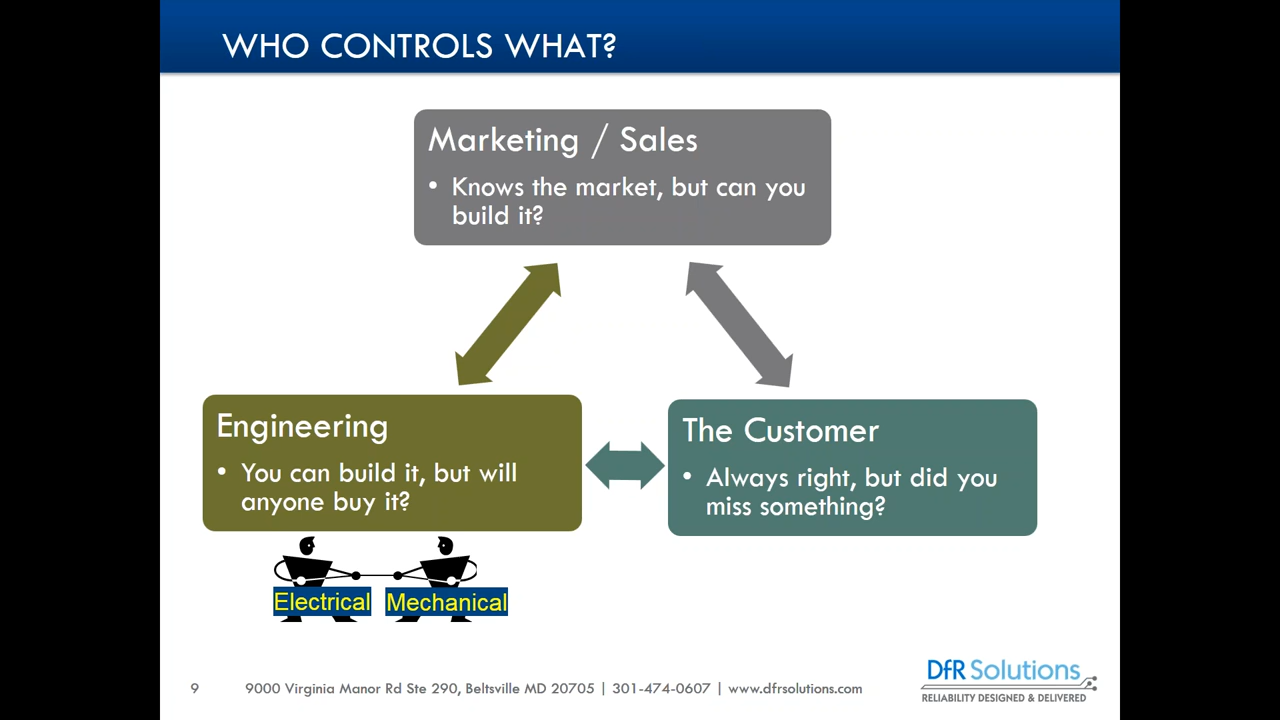 WHO CONTROLS WHAT?
Marketing / Sales
• Knows the market, but can you
build it?
Engineering
• You can build it, but will
anyone buy it?
The Customer
• Always right, but did you
miss something?
Electrical
Mechanical
9
9000 Virginia Manor Rd Ste 290, Beltsville MD 20705 | 301-474-0607 | www.dfrsolutions.com
DfR Solutions
RELIABILITY DESIGNED & DELIVERED